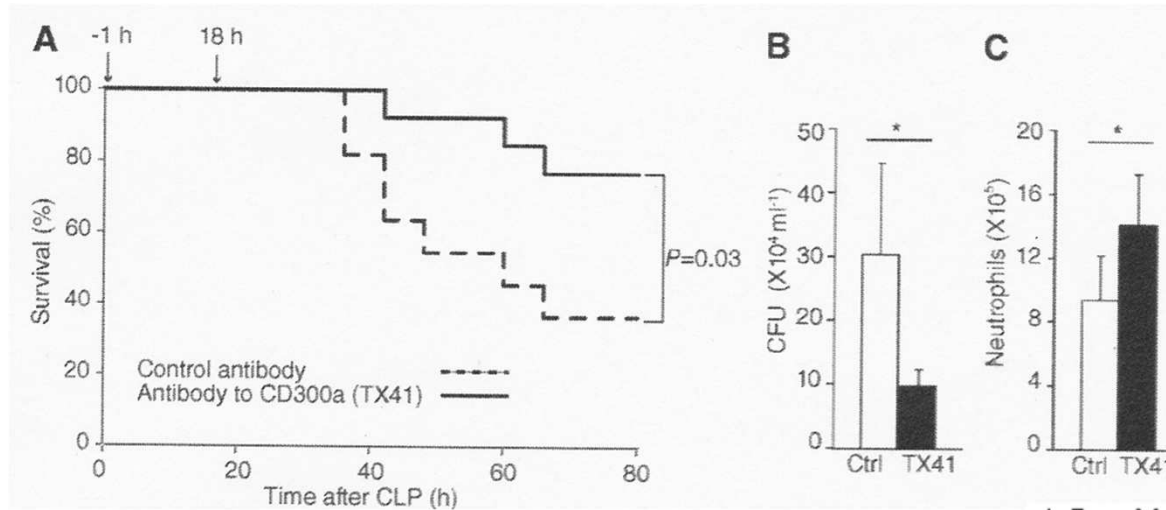 A
-1 h
18 h
100
80
60
40
20
0
Survival (%)
0
20
40
60
80
Time after CLP (h)
Control antibody
Antibody to CD300a (TX41)
P=0.03
B
*
50
40
30
20
10
0
CFU (X10⁴ ml⁻¹)
Ctrl
TX41
C
*
20
16
12
8
4
0
Neutrophils (X10⁵)
Ctrl
TX41